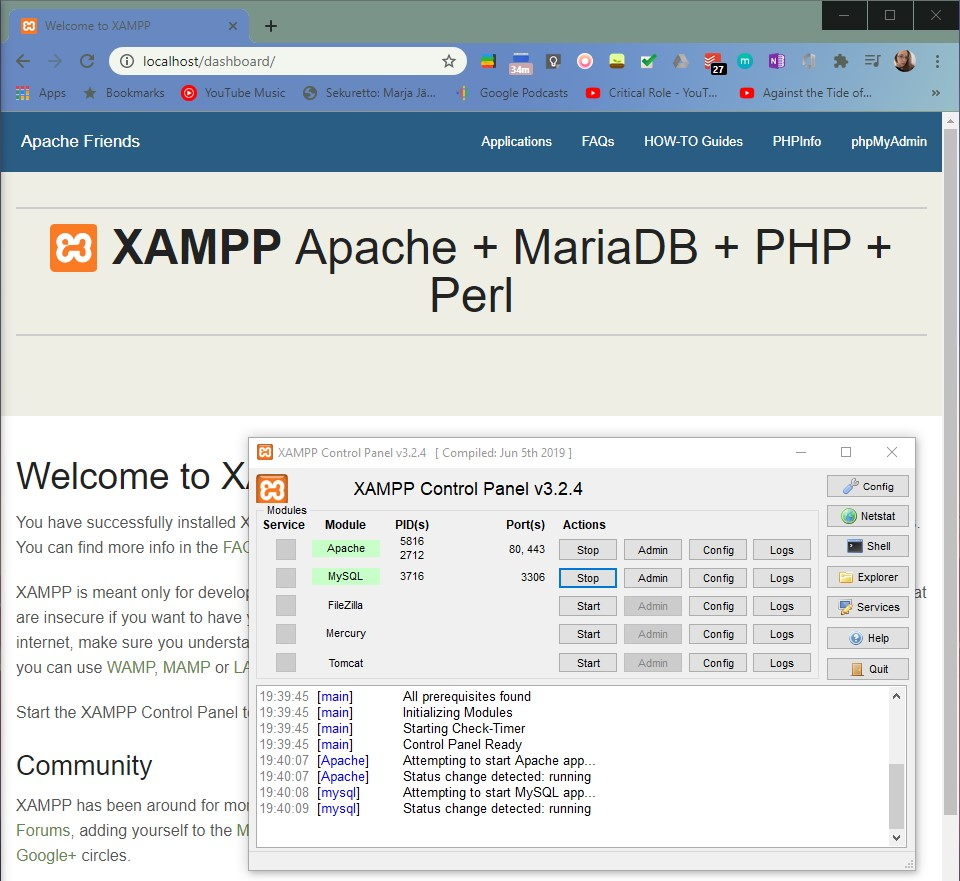 Welcome to XAMPP
localhost/dashboard/
34m
27
Apps Bookmarks YouTube Music Sekuretto: Marja Jä... Google Podcasts Critical Role - YouT... Against the Tide of...
Apache Friends Applications FAQs HOW-TO Guides PHPInfo phpMyAdmin
XAMPP Apache + MariaDB + PHP +
Perl
Welcome to XA
You have successfully installed X
You can find more info in the FAQ
XAMPP is meant only for develop at
are insecure if you want to have y
internet, make sure you understa
you can use WAMP, MAMP or LA
Start the XAMPP Control Panel to
Community
XAMPP has been around for mor
Forums, adding yourself to the M
Google+ circles.
XAMPP Control Panel v3.2.4 [ Compiled: Jun 5th 2019 ]
XAMPP Control Panel v3.2.4
Modules
Service Module PID(s) Port(s) Actions
Apache 5816 2712 80, 443 Stop Admin Config Logs
MySQL 3716 3306 Stop Admin Config Logs
FileZilla Start Admin Config Logs
Mercury Start Admin Config Logs
Tomcat Start Admin Config Logs
Config
Netstat
Shell
Explorer
Services
Help
Quit
19:39:45 [main] All prerequisites found
19:39:45 [main] Initializing Modules
19:39:45 [main] Starting Check-Timer
19:39:45 [main] Control Panel Ready
19:40:07 [Apache] Attempting to start Apache app...
19:40:07 [Apache] Status change detected: running
19:40:08 [mysql] Attempting to start MySQL app...
19:40:09 [mysql] Status change detected: running